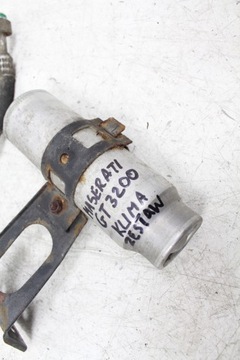 MASERATI
GT3200
KLIMA
ZESTAW